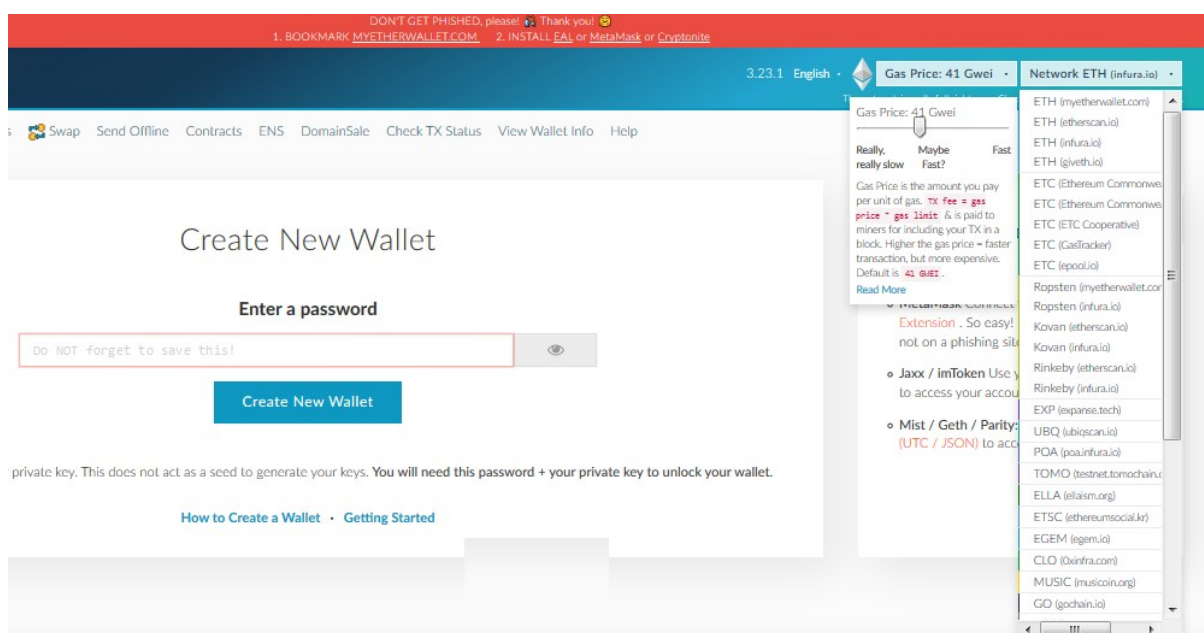 DON'T GET PHISHED, please! Thank you!
1. BOOKMARK MYETHERWALLET.COM 2. INSTALL EAL or MetaMask or Cryptonite
3.23.1 English
Gas Price: 41 Gwei
Network ETH (infura.io)
s Swap Send Offline Contracts ENS DomainSale Check TX Status View Wallet Info Help
Gas Price: 41 Gwei
Really, really slow
Maybe Fast?
Fast
Gas Price is the amount you pay
per unit of gas. TX fee = gas
price * gas limit & is paid to
miners for including your TX in a
block. Higher the gas price = faster
transaction, but more expensive.
Default is 41 GWEI .
Read More
Create New Wallet
Enter a password
Do NOT forget to save this!
Create New Wallet
private key. This does not act as a seed to generate your keys. You will need this password + your private key to unlock your wallet.
How to Create a Wallet · Getting Started
MetaMask Connect
Extension . So easy!
not on a phishing site
Jaxx / imToken Use y
to access your accou
Mist / Geth / Parity:
(UTC / JSON) to acc
ETH (myetherwallet.com)
ETH (etherscan.io)
ETH (infura.io)
ETH (giveth.io)
ETC (Ethereum Commonwea
ETC (Ethereum Commonwea
ETC (ETC Cooperative)
ETC (GasTracker)
ETC (epool.io)
Ropsten (myetherwallet.cor
Ropsten (infura.io)
Kovan (etherscan.io)
Kovan (infura.io)
Rinkeby (etherscan.io)
Rinkeby (infura.io)
EXP (expanse.tech)
UBQ (ubiqscan.io)
POA (poa.infura.io)
TOMO (testnet.tomochain.c
ELLA (ellaism.org)
ETSC (ethereumsocial.kr)
EGEM (egem.io)
CLO (0xinfra.com)
MUSIC (musicoin.org)
GO (gochain.io)